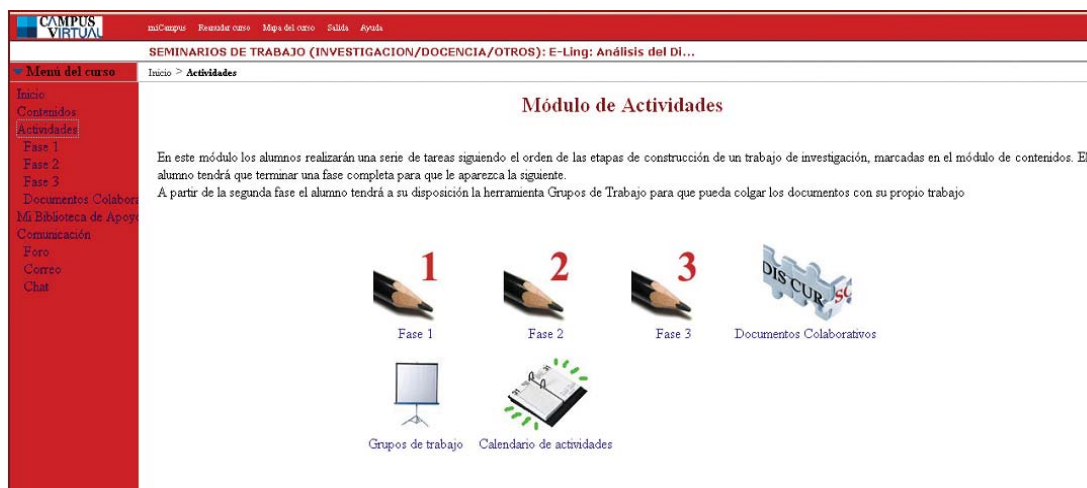 CAMPUS
VIRTUAL
miCampus Reanudar curso Mapa del curso Salida Ayuda
SEMINARIOS DE TRABAJO (INVESTIGACION/DOCENCIA/OTROS): E-Ling: Análisis del Di...
Menú del curso
Inicio > Actividades
Inicio
Contenidos
Actividades
Fase 1
Fase 2
Fase 3
Documentos Colabora
Mi Biblioteca de Apoyo
Comunicación
Foro
Correo
Chat
Módulo de Actividades
En este módulo los alumnos realizarán una serie de tareas siguiendo el orden de las etapas de construcción de un trabajo de investigación, marcadas en el módulo de contenidos. El
alumno tendrá que terminar una fase completa para que le aparezca la siguiente.
A partir de la segunda fase el alumno tendrá a su disposición la herramienta Grupos de Trabajo para que pueda colgar los documentos con su propio trabajo
1 2 3
DIS CUR SO
Fase 1 Fase 2 Fase 3 Documentos Colaborativos
Grupos de trabajo Calendario de actividades